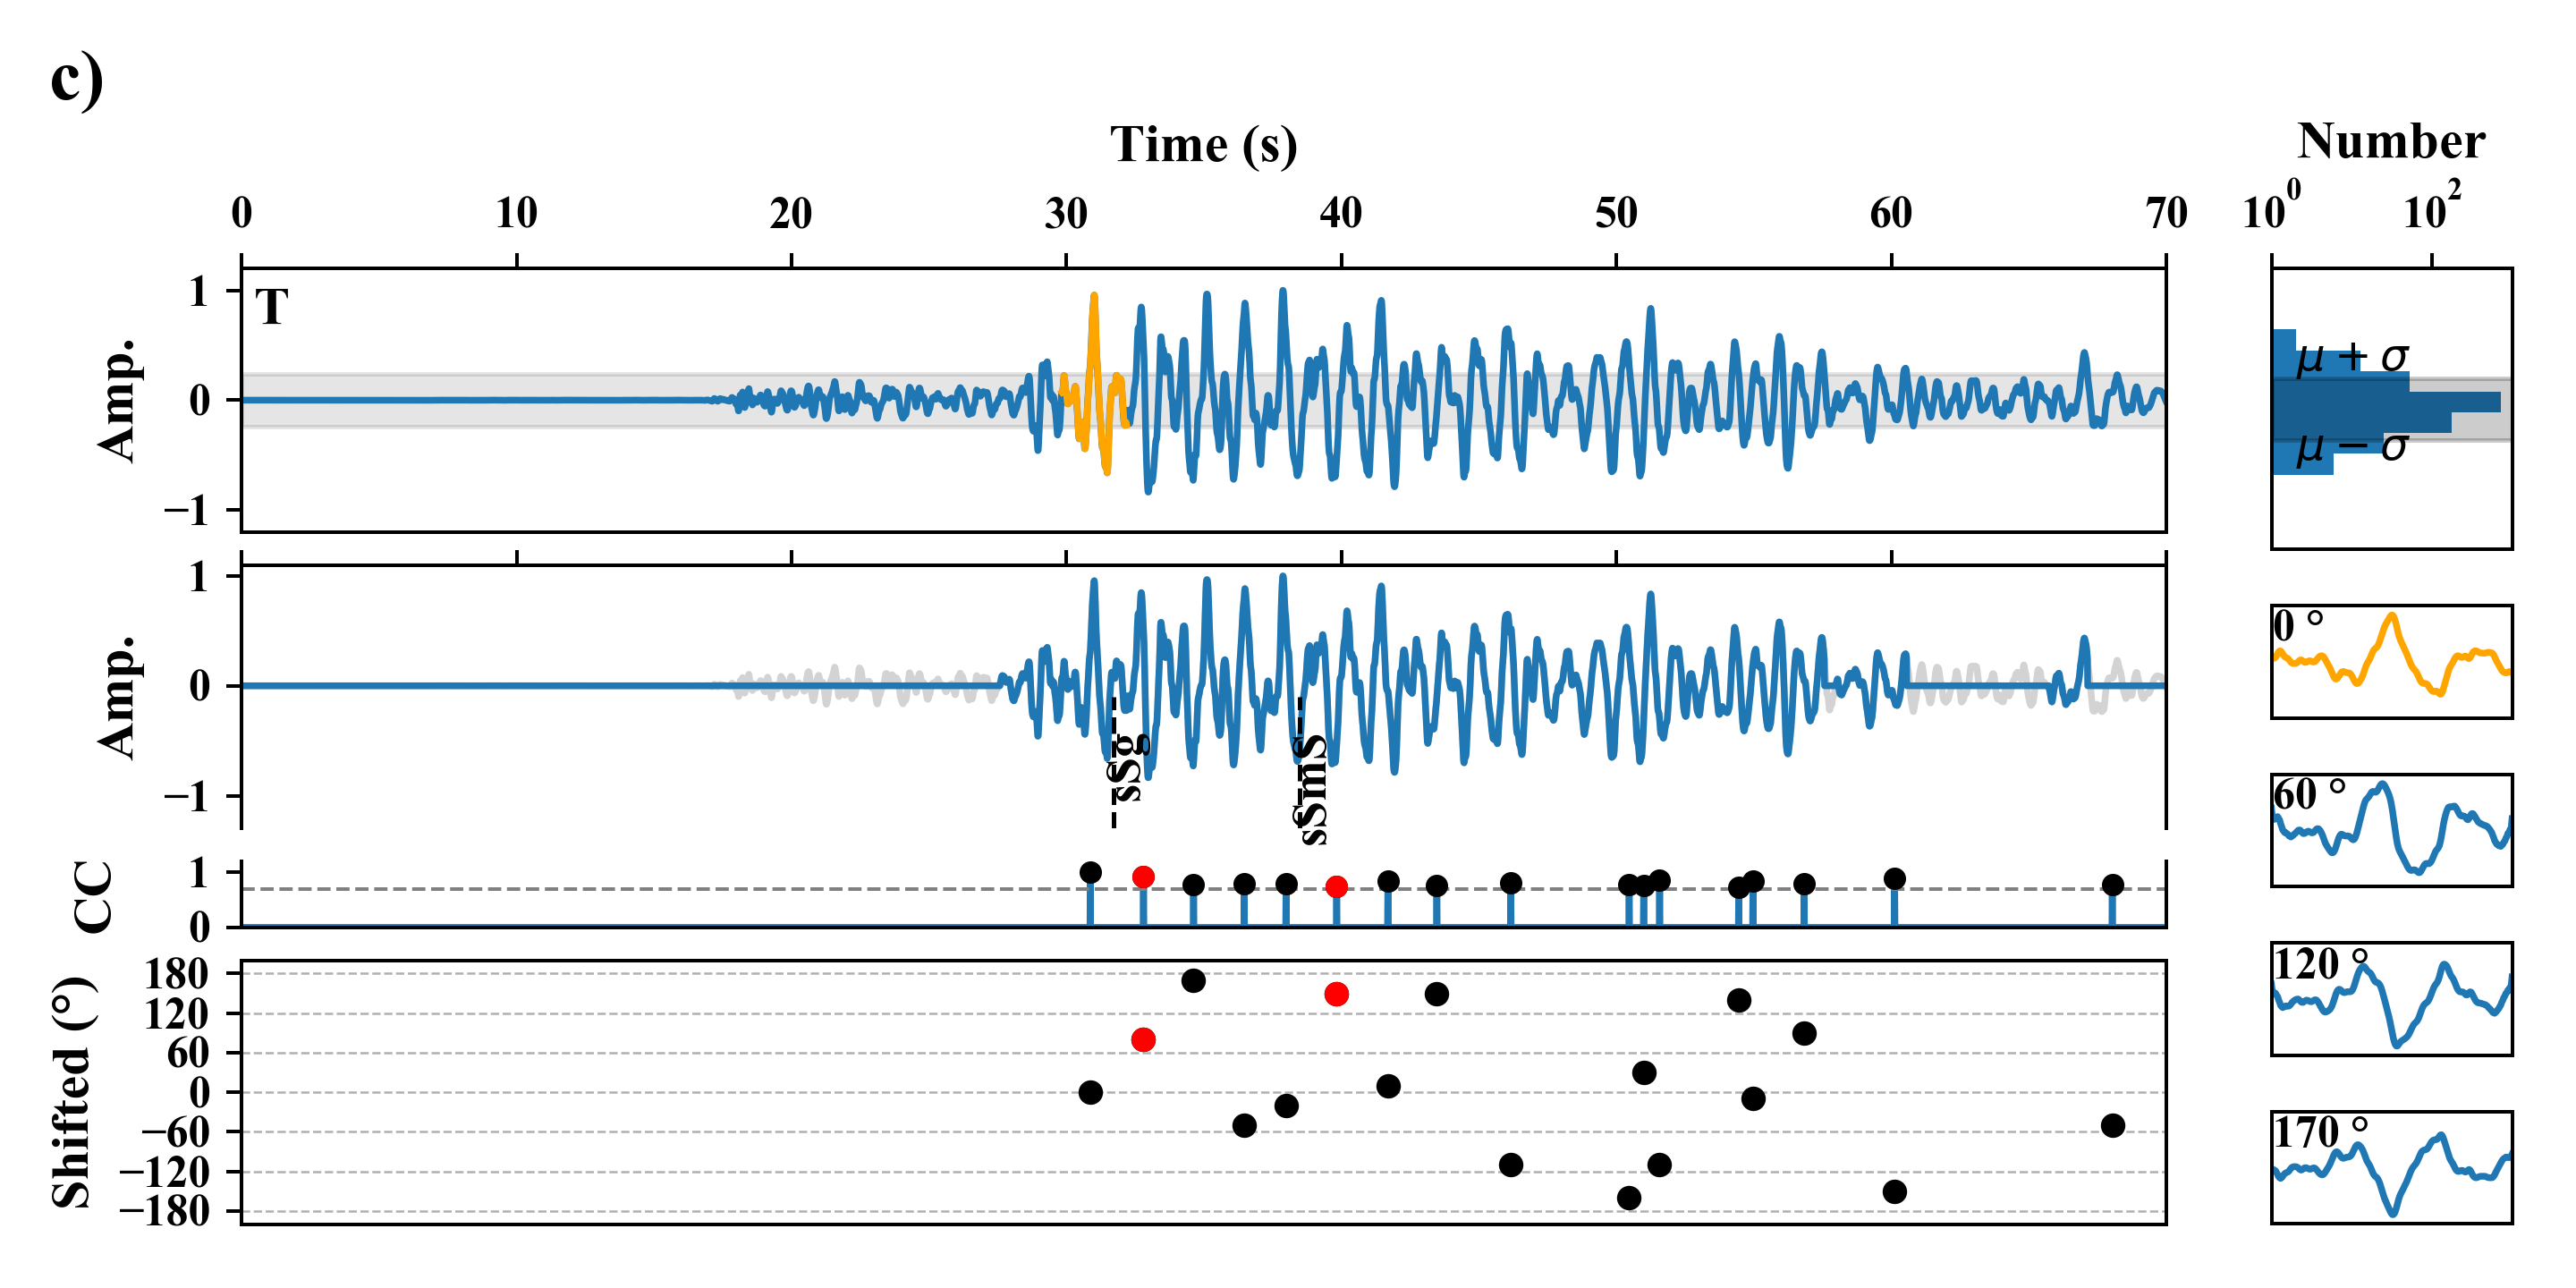 c)
Time (s)
Number
0 10 20 30 40 50 60 70
10^0 10^2
T
Amp.
1
0
−1
μ + σ
μ − σ
Amp.
1
0
−1
sSg
sSmS
0 °
60 °
120 °
170 °
CC
1
0
Shifted (°)
180
120
60
0
−60
−120
−180